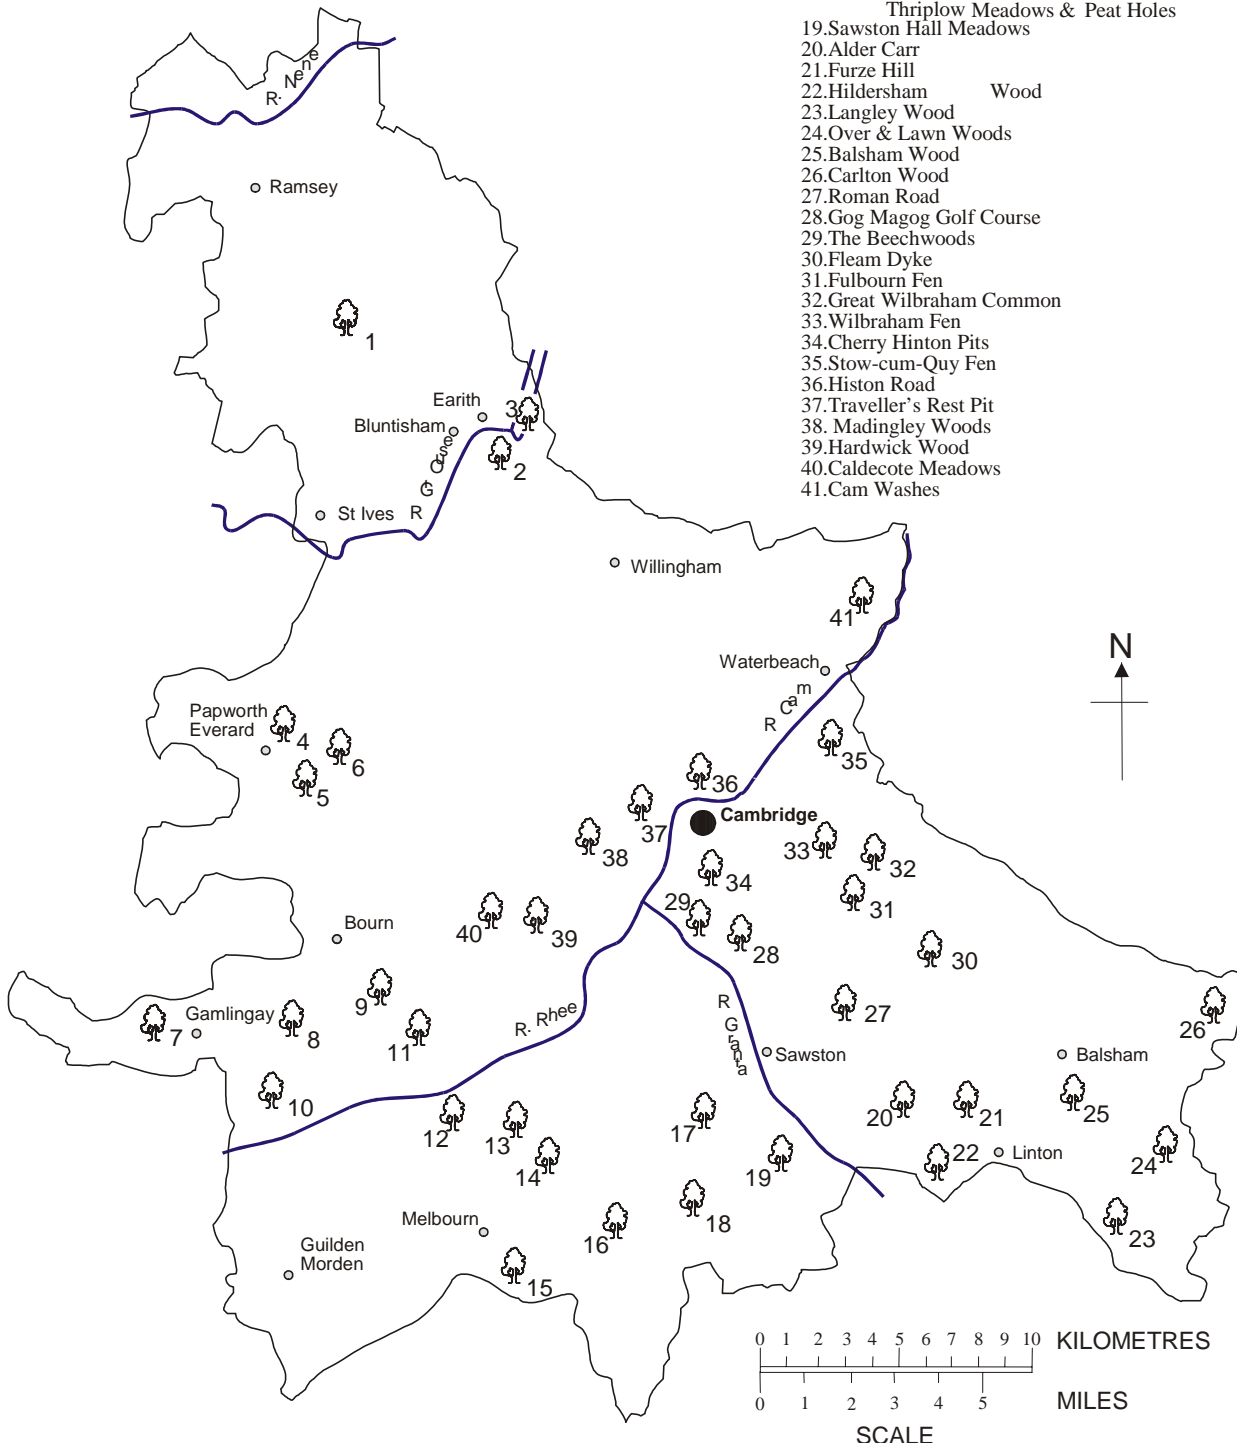 Thriplow Meadows & Peat Holes
19.Sawston Hall Meadows
20.Alder Carr
21.Furze Hill
22.Hildersham Wood
23.Langley Wood
24.Over & Lawn Woods
25.Balsham Wood
26.Carlton Wood
27.Roman Road
28.Gog Magog Golf Course
29.The Beechwoods
30.Fleam Dyke
31.Fulbourn Fen
32.Great Wilbraham Common
33.Wilbraham Fen
34.Cherry Hinton Pits
35.Stow-cum-Quy Fen
36.Histon Road
37.Traveller's Rest Pit
38. Madingley Woods
39.Hardwick Wood
40.Caldecote Meadows
41.Cam Washes
R. Nene
Ramsey
1
Earith
3
Bluntisham
2
R Gt Ouse
St Ives
Willingham
41
N
Waterbeach
R Cam
Papworth
Everard
4
6
5
35
36
Cambridge
37
38
33
32
34
31
29
28
30
40
39
Bourn
9
27
26
Gamlingay
7
8
11
R. Rhee
R Granta
Sawston
Balsham
10
12
13
14
17
19
20
21
22
25
Linton
24
23
Melbourn
16
18
Guilden
Morden
15
0 1 2 3 4 5 6 7 8 9 10 KILOMETRES
0 1 2 3 4 5 MILES
SCALE